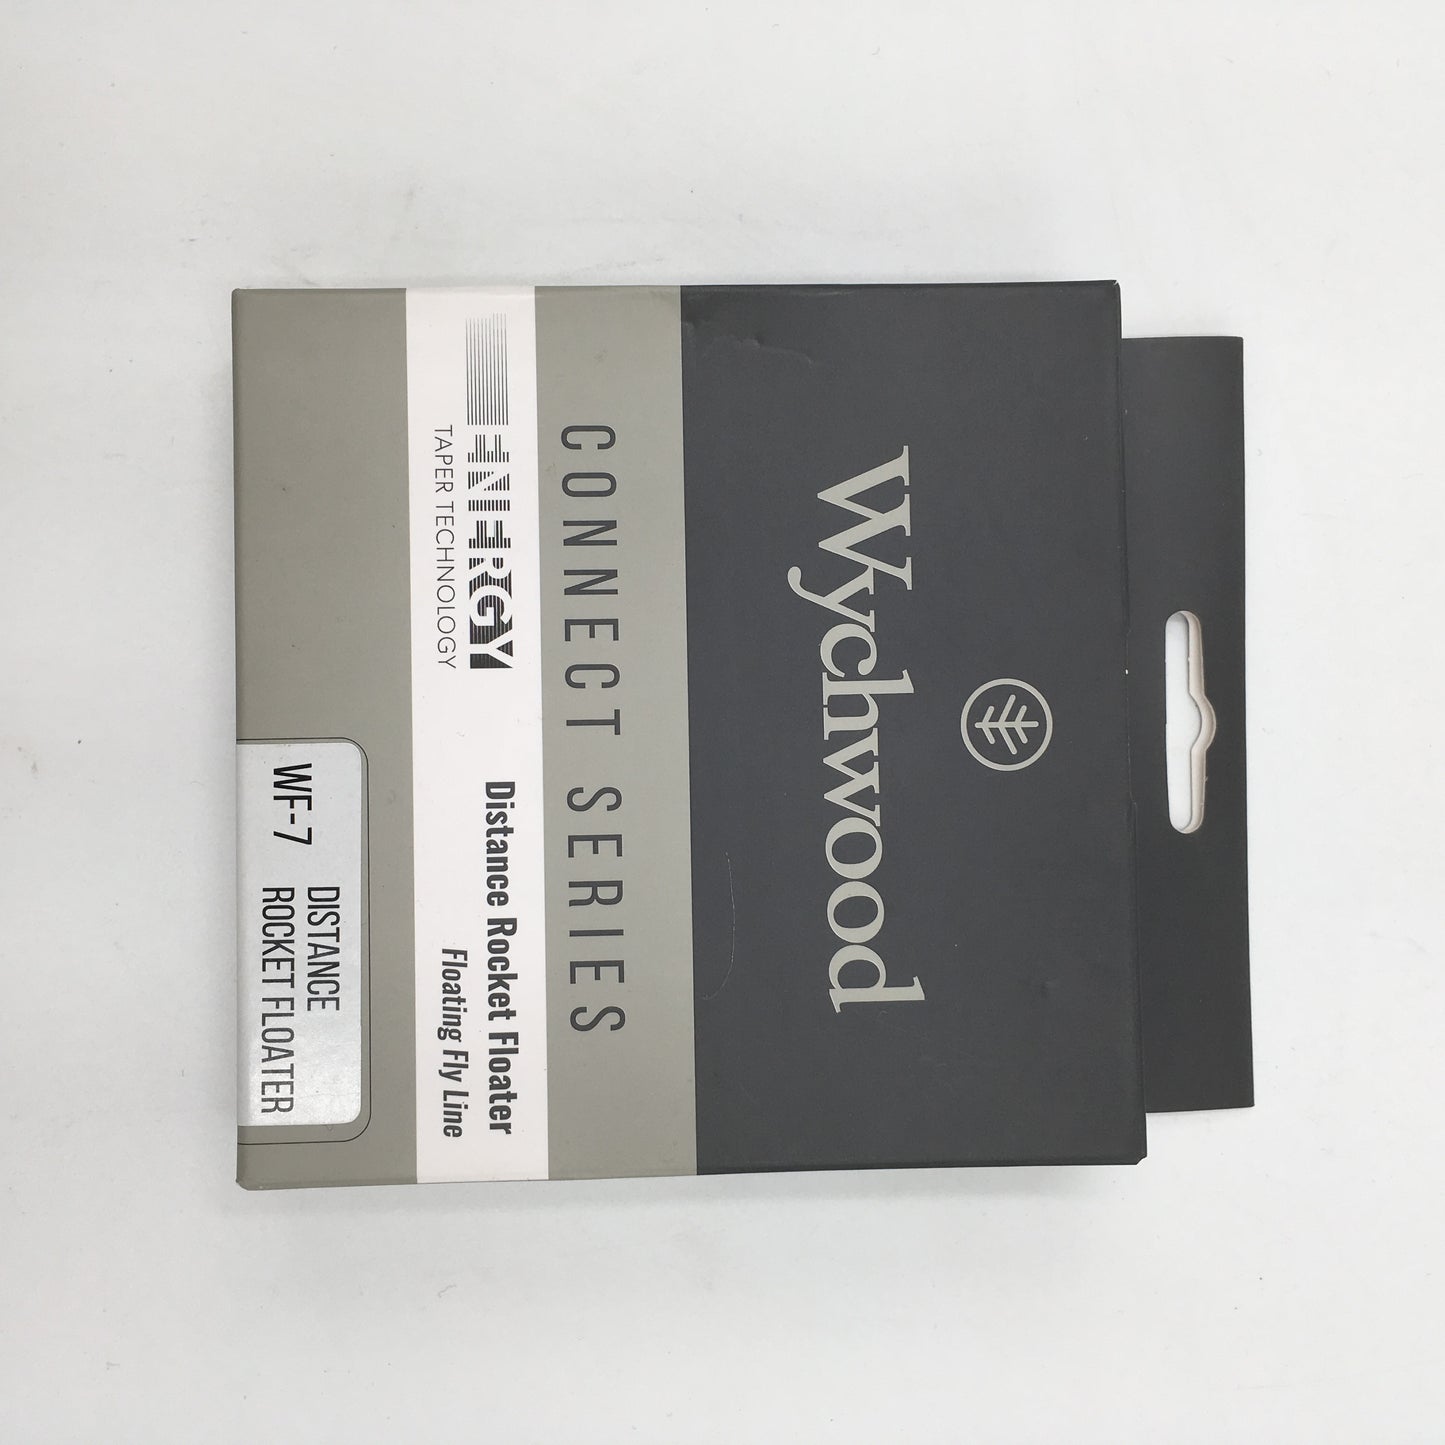 Wychwood
CONNECT SERIES
ENERGY
TAPER TECHNOLOGY
Distance Rocket Floater
Floating Fly Line
WF-7
DISTANCE
ROCKET FLOATER